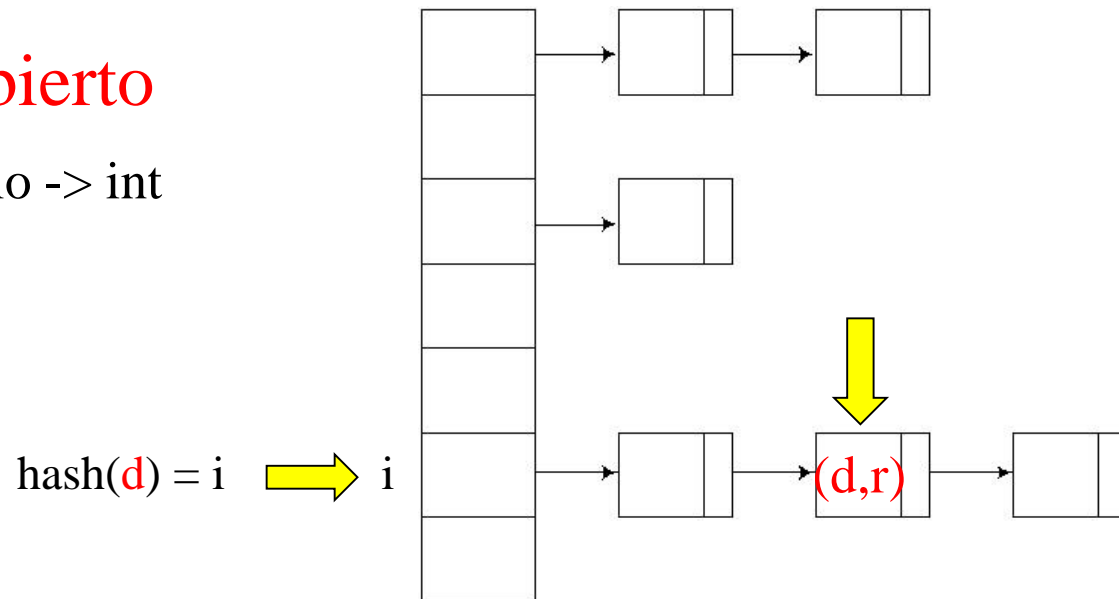 bierto
o -> int
hash(d) = i i
(d,r)